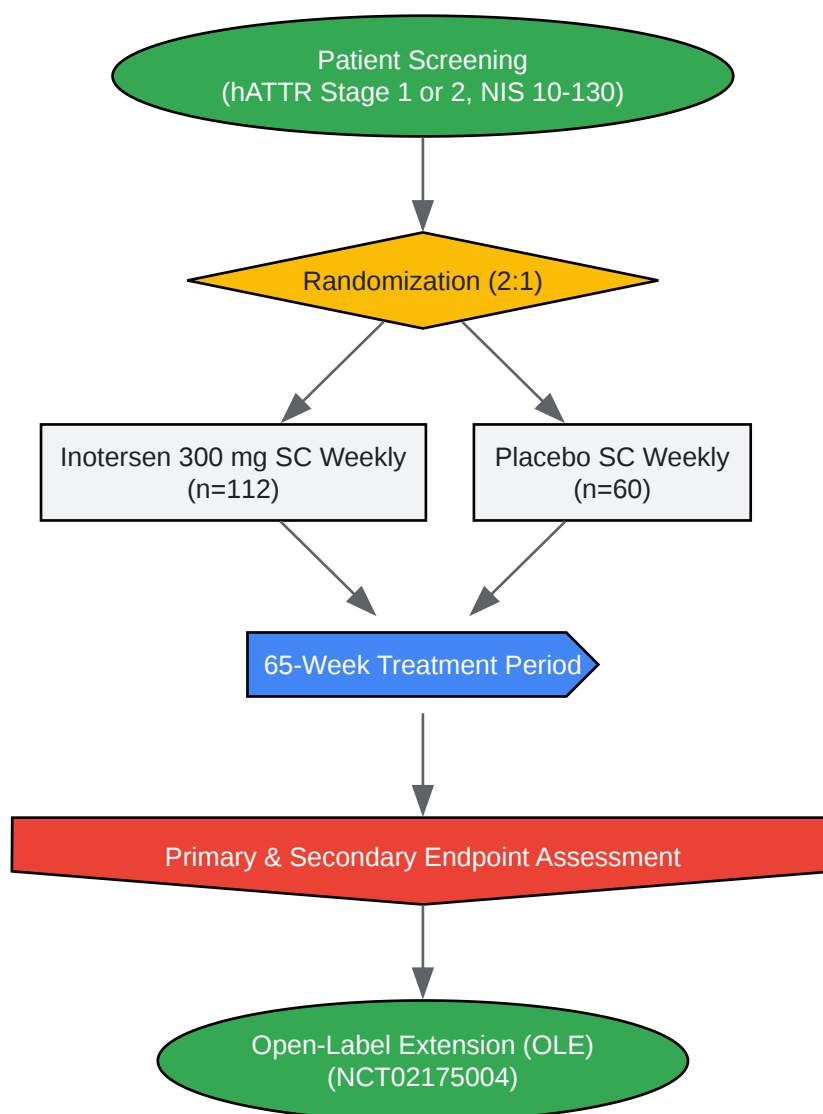 Patient Screening
(hATTR Stage 1 or 2, NIS 10-130)
Randomization (2:1)
Inotersen 300 mg SC Weekly
(n=112)
Placebo SC Weekly
(n=60)
65-Week Treatment Period
Primary & Secondary Endpoint Assessment
Open-Label Extension (OLE)
(NCT02175004)